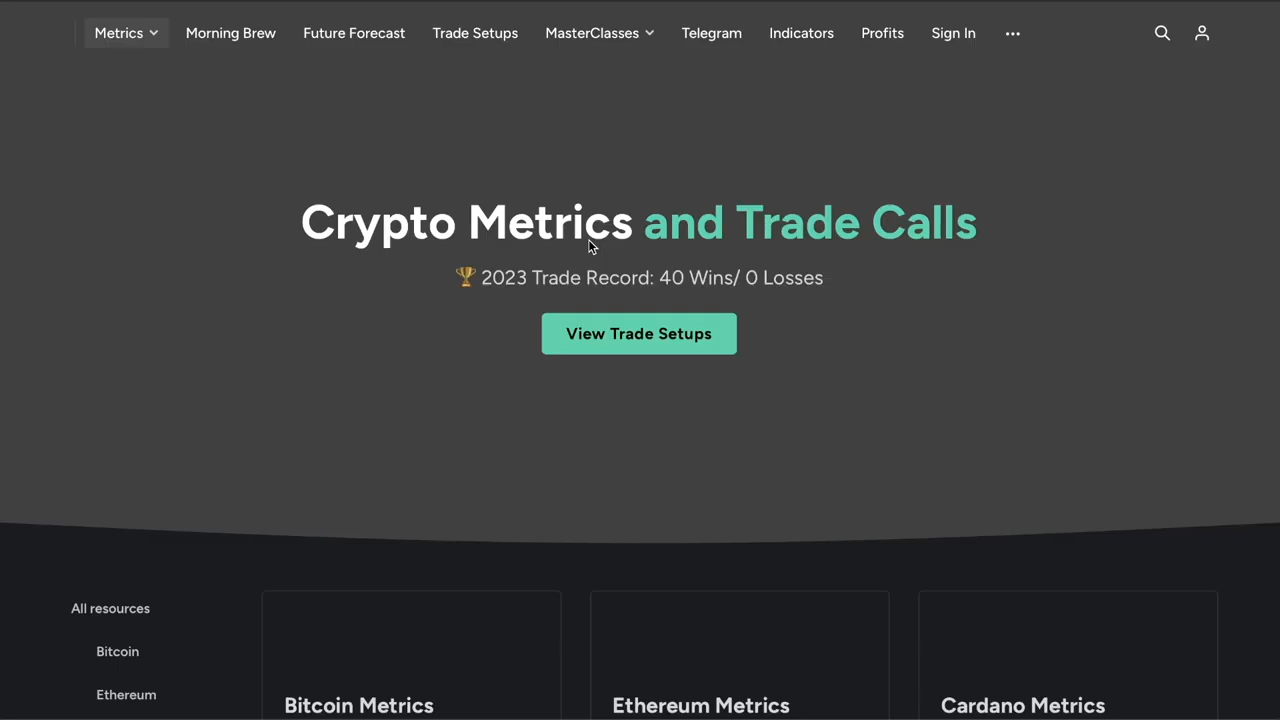 Metrics Morning Brew Future Forecast Trade Setups MasterClasses Telegram Indicators Profits Sign In
Crypto Metrics and Trade Calls
🏆 2023 Trade Record: 40 Wins/ 0 Losses
View Trade Setups
All resources
Bitcoin
Ethereum
Bitcoin Metrics
Ethereum Metrics
Cardano Metrics